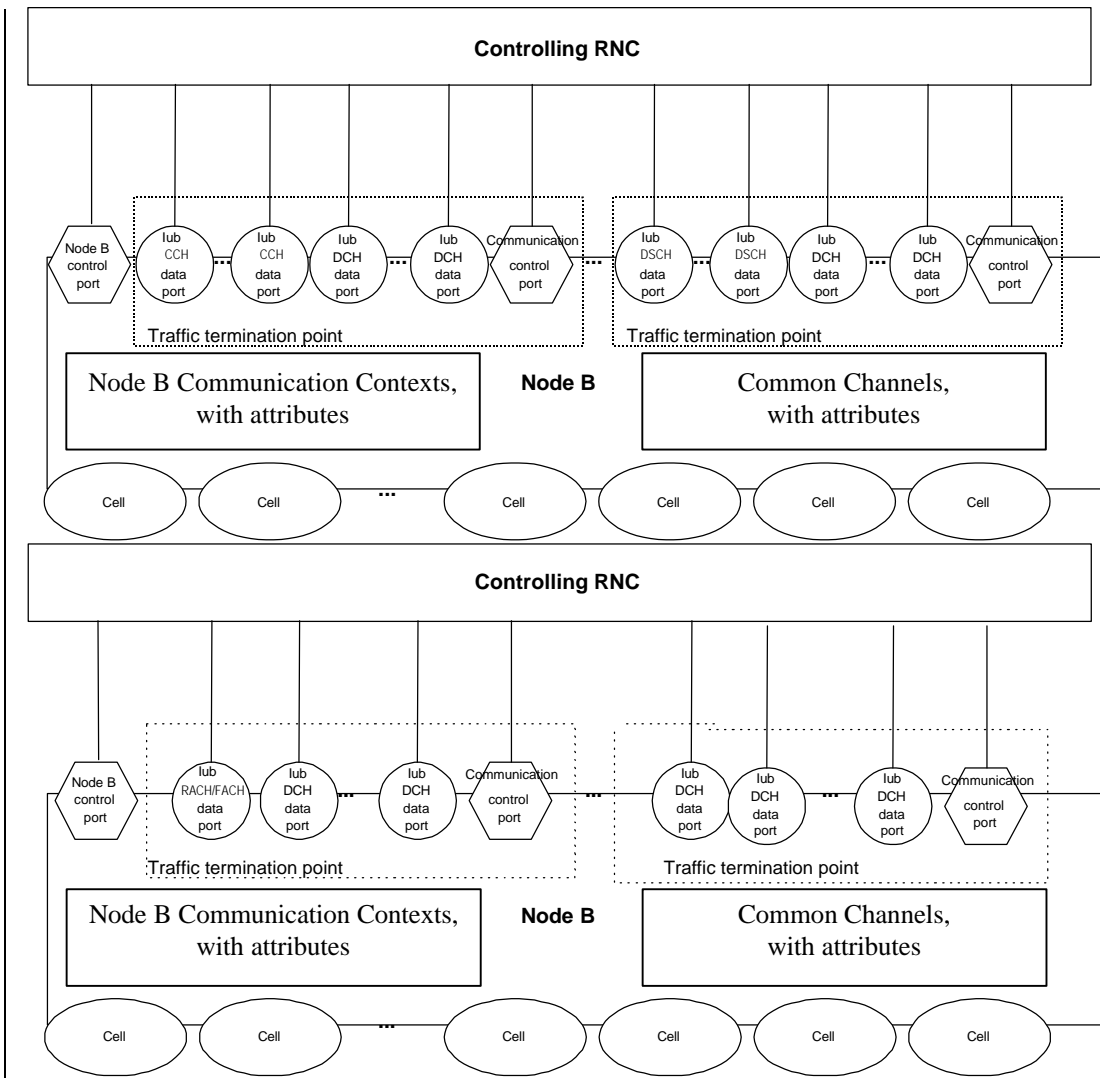 Controlling RNC
Node B
control
port
Iub
CCH
data
port
...
Iub
CCH
data
port
Iub
DCH
data
port
...
Iub
DCH
data
port
Communication
control
port
...
Iub
DSCH
data
port
...
Iub
DSCH
data
port
Iub
DCH
data
port
...
Iub
DCH
data
port
Communication
control
port
Traffic termination point
Traffic termination point
Node B Communication Contexts,
with attributes
Node B
Common Channels,
with attributes
Cell
Cell
...
Cell
Cell
Cell
Cell
Controlling RNC
Node B
control
port
Iub
RACH/FACH
data
port
Iub
DCH
data
port
...
Iub
DCH
data
port
Communication
control
port
...
Iub
DCH
data
port
Iub
DCH
data
port
...
Iub
DCH
data
port
Communication
control
port
Traffic termination point
Traffic termination point
Node B Communication Contexts,
with attributes
Node B
Common Channels,
with attributes
Cell
Cell
...
Cell
Cell
Cell
Cell